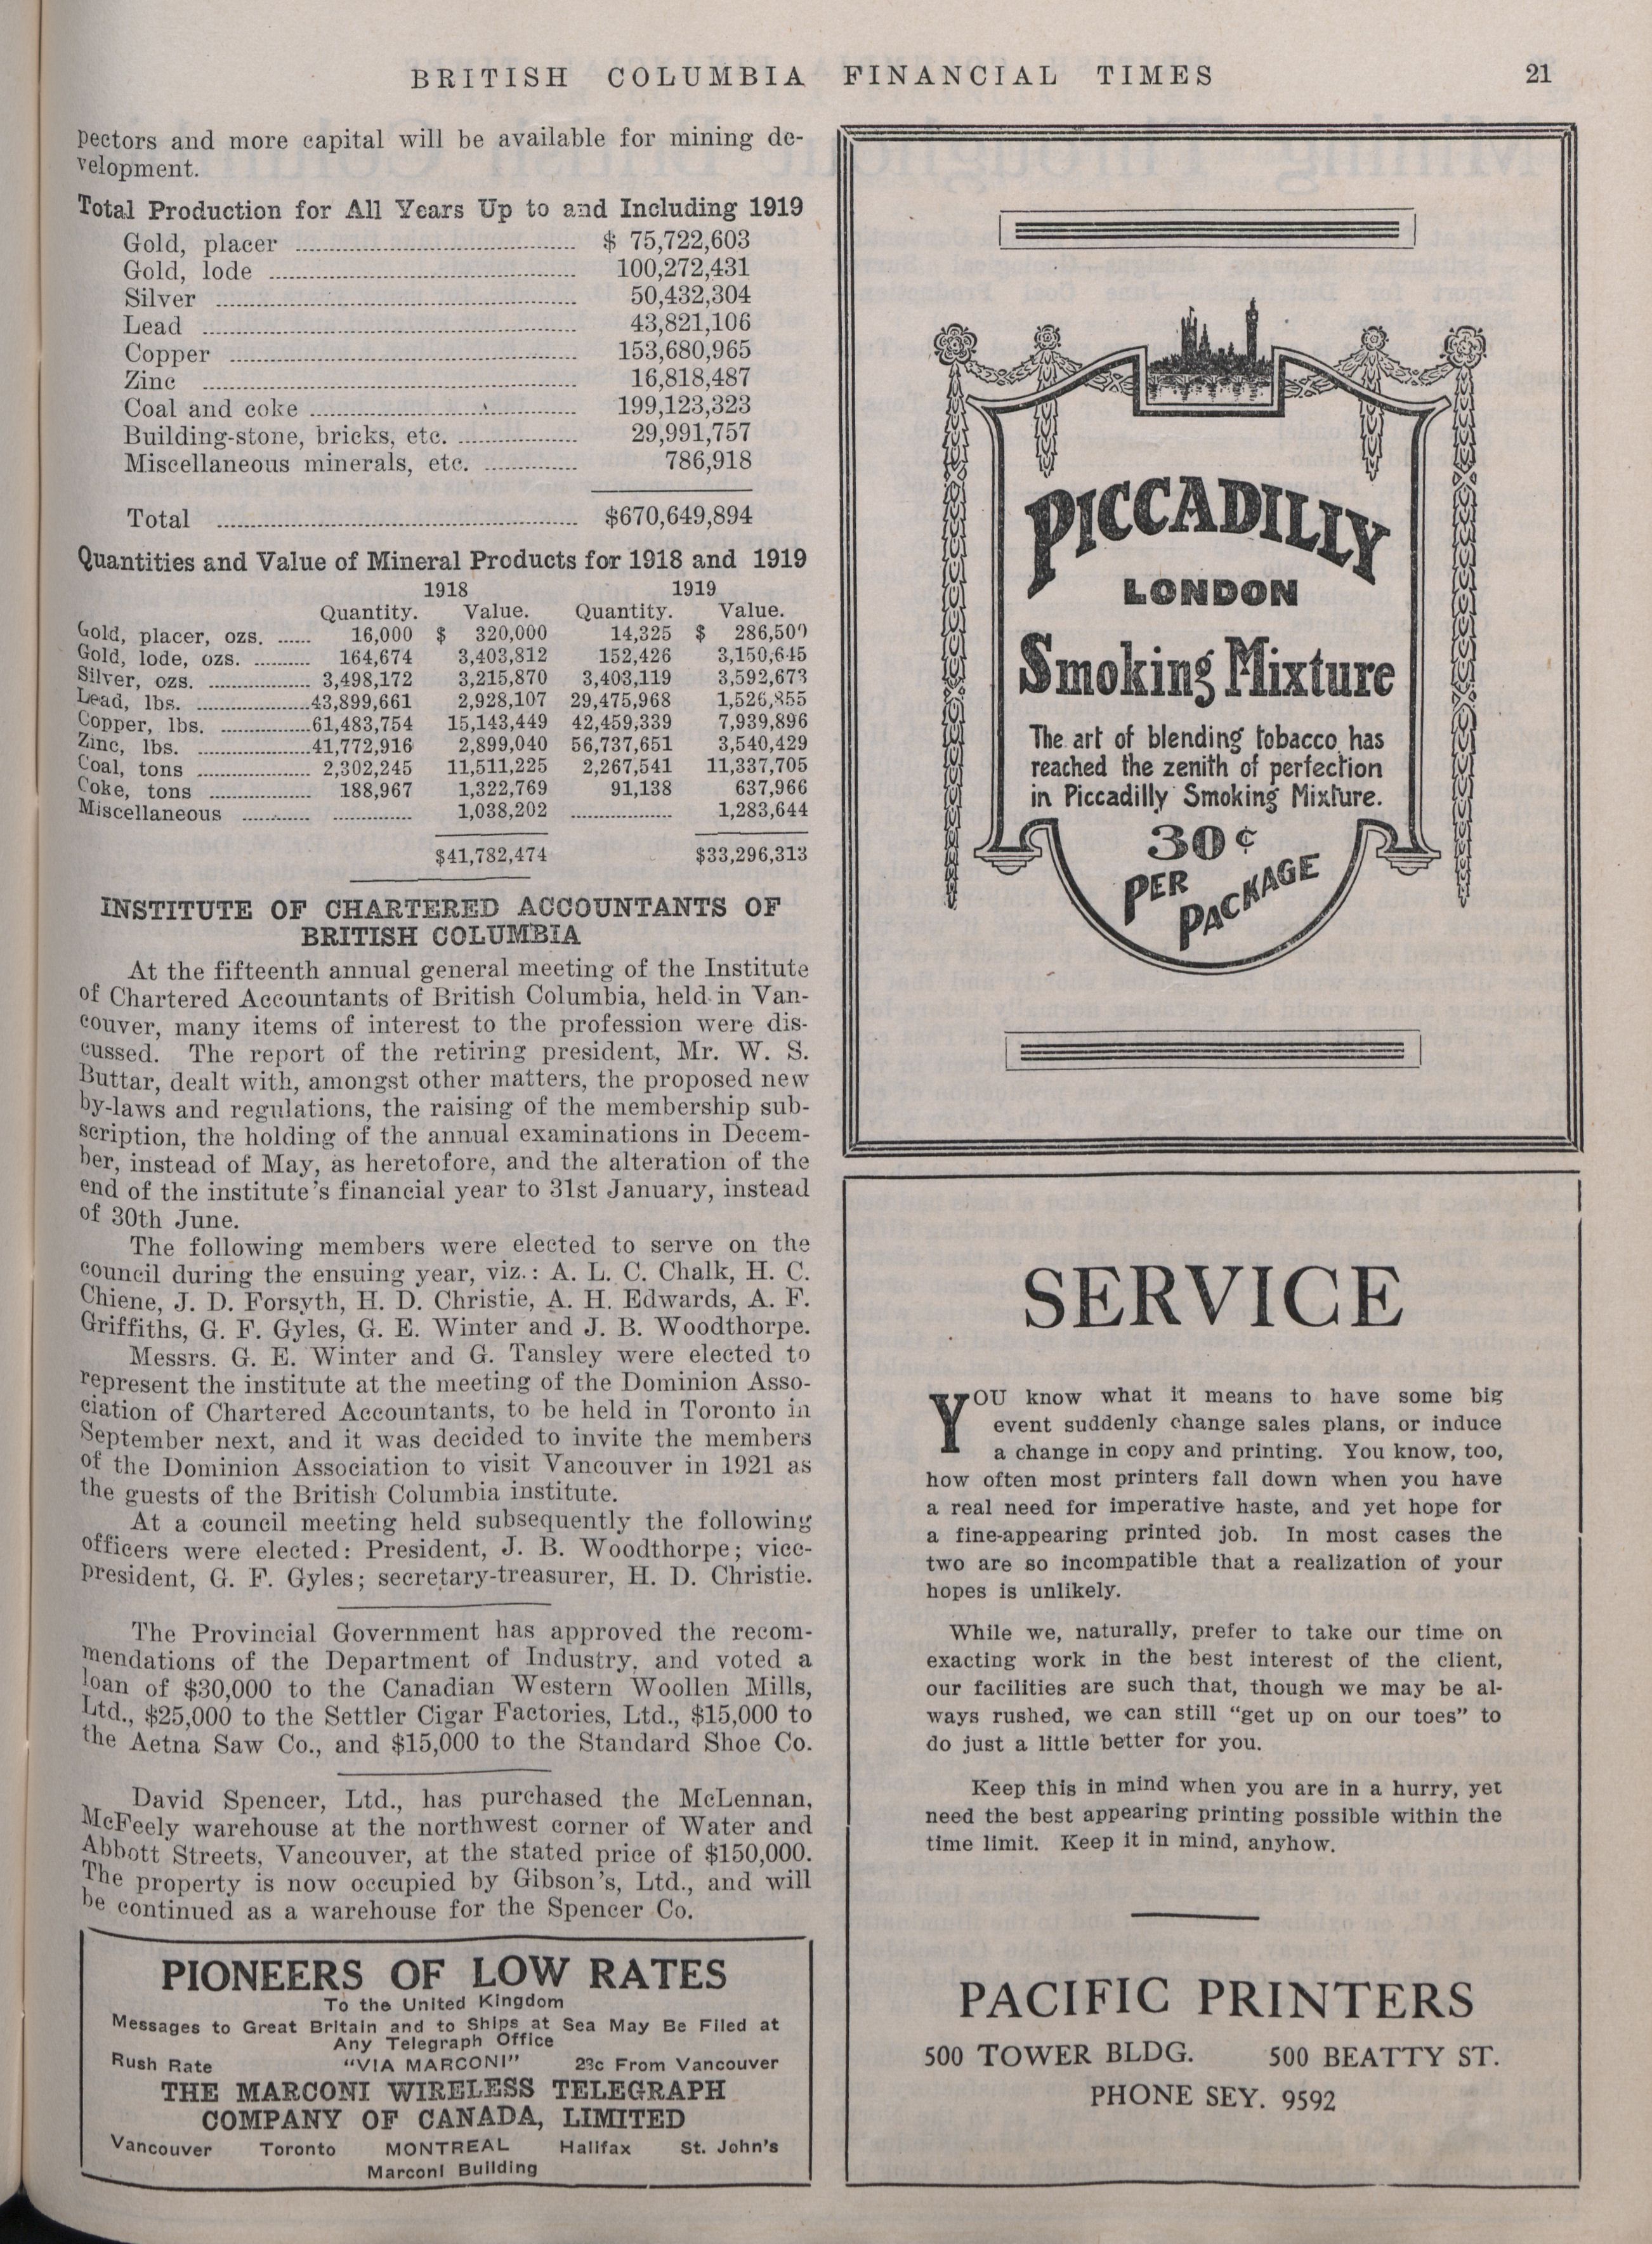 BRITISH COLUMBIA FINANCIAL TIMES 21
pectors and more capital will be available for mining de-
velopment.
Total Production for All Years Up to and Including 1919
Gold, placer ........ $ 75,722,603
Gold, lode ........ 100,272,431
Silver ........ 50,432,304
Lead ........ 43,821,106
Copper ........ 153,680,965
Zinc ........ 16,818,487
Coal and coke ........ 199,123,323
Building-stone, bricks, etc. ........ 29,991,757
Miscellaneous minerals, etc. ........ 786,918
Total ........ $670,649,894
Quantities and Value of Mineral Products for 1918 and 1919
1918 1919
Quantity. Value. Quantity. Value.
Gold, placer, ozs. ...... 16,000 $ 320,000 14,325 $ 286,500
Gold, lode, ozs. ...... 164,674 3,403,812 152,426 3,150,645
Silver, ozs. ...... 3,498,172 3,215,870 3,403,119 3,592,673
Lead, lbs. ...... 43,899,661 2,928,107 29,475,968 1,526,855
Copper, lbs. ...... 61,483,754 15,143,449 42,459,339 7,939,896
Zinc, lbs. ...... 41,772,916 2,899,040 56,737,651 3,540,429
Coal, tons ...... 2,302,245 11,511,225 2,267,541 11,337,705
Coke, tons ...... 188,967 1,322,769 91,138 637,966
Miscellaneous ...... ...... 1,038,202 ...... 1,283,644
$41,782,474 $33,296,313
INSTITUTE OF CHARTERED ACCOUNTANTS OF
BRITISH COLUMBIA
At the fifteenth annual general meeting of the Institute
of Chartered Accountants of British Columbia, held in Van-
couver, many items of interest to the profession were dis-
cussed. The report of the retiring president, Mr. W. S.
Buttar, dealt with, amongst other matters, the proposed new
by-laws and regulations, the raising of the membership sub-
scription, the holding of the annual examinations in Decem-
ber, instead of May, as heretofore, and the alteration of the
end of the institute's financial year to 31st January, instead
of 30th June.
The following members were elected to serve on the
council during the ensuing year, viz.: A. L. C. Chalk, H. C.
Chiene, J. D. Forsyth, H. D. Christie, A. H. Edwards, A. F.
Griffiths, G. F. Gyles, G. E. Winter and J. B. Woodthorpe.
Messrs. G. E. Winter and G. Tansley were elected to
represent the institute at the meeting of the Dominion Asso-
ciation of Chartered Accountants, to be held in Toronto in
September next, and it was decided to invite the members
of the Dominion Association to visit Vancouver in 1921 as
the guests of the British Columbia institute.
At a council meeting held subsequently the following
officers were elected: President, J. B. Woodthorpe; vice-
president, G. F. Gyles; secretary-treasurer, H. D. Christie.
The Provincial Government has approved the recom-
mendations of the Department of Industry, and voted a
loan of $30,000 to the Canadian Western Woollen Mills,
Ltd., $25,000 to the Settler Cigar Factories, Ltd., $15,000 to
the Aetna Saw Co., and $15,000 to the Standard Shoe Co.
David Spencer, Ltd., has purchased the McLennan,
McFeely warehouse at the northwest corner of Water and
Abbott Streets, Vancouver, at the stated price of $150,000.
The property is now occupied by Gibson's, Ltd., and will
be continued as a warehouse for the Spencer Co.
PIONEERS OF LOW RATES
To the United Kingdom
Messages to Great Britain and to Ships at Sea May Be Filed at
Any Telegraph Office
Rush Rate "VIA MARCONI" 23c From Vancouver
THE MARCONI WIRELESS TELEGRAPH
COMPANY OF CANADA, LIMITED
Vancouver Toronto MONTREAL Halifax St. John's
Marconi Building
PICCADILLY
LONDON
Smoking Mixture
The art of blending tobacco has
reached the zenith of perfection
in Piccadilly Smoking Mixture.
30¢
PER
PACKAGE
SERVICE
YOU know what it means to have some big
event suddenly change sales plans, or induce
a change in copy and printing. You know, too,
how often most printers fall down when you have
a real need for imperative haste, and yet hope for
a fine-appearing printed job. In most cases the
two are so incompatible that a realization of your
hopes is unlikely.
While we, naturally, prefer to take our time on
exacting work in the best interest of the client,
our facilities are such that, though we may be al-
ways rushed, we can still "get up on our toes" to
do just a little better for you.
Keep this in mind when you are in a hurry, yet
need the best appearing printing possible within the
time limit. Keep it in mind, anyhow.
PACIFIC PRINTERS
500 TOWER BLDG. 500 BEATTY ST.
PHONE SEY. 9592